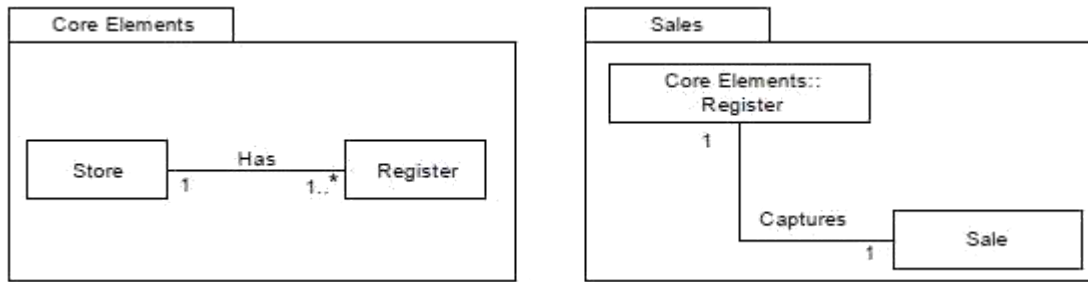 Core Elements
Store
Has
1
1..*
Register
Sales
Core Elements::
Register
1
Captures
1
Sale